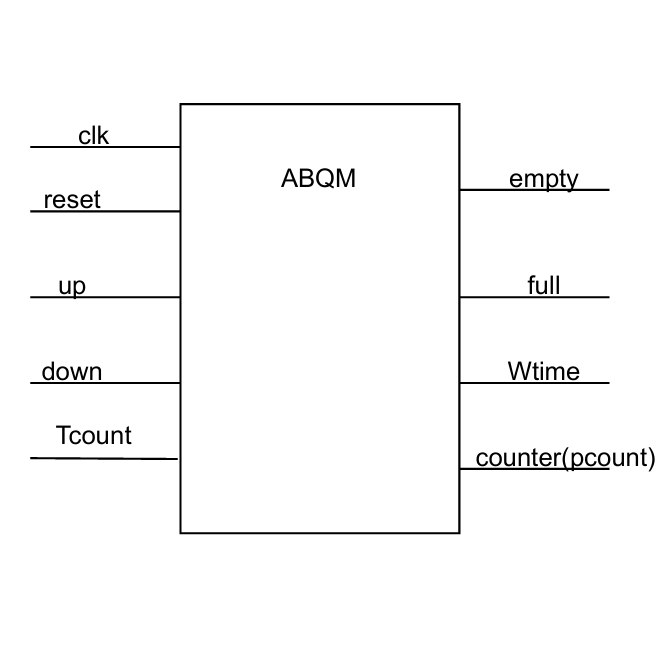 clk
ABQM
empty
reset
up
full
down
Wtime
Tcount
counter(pcount)